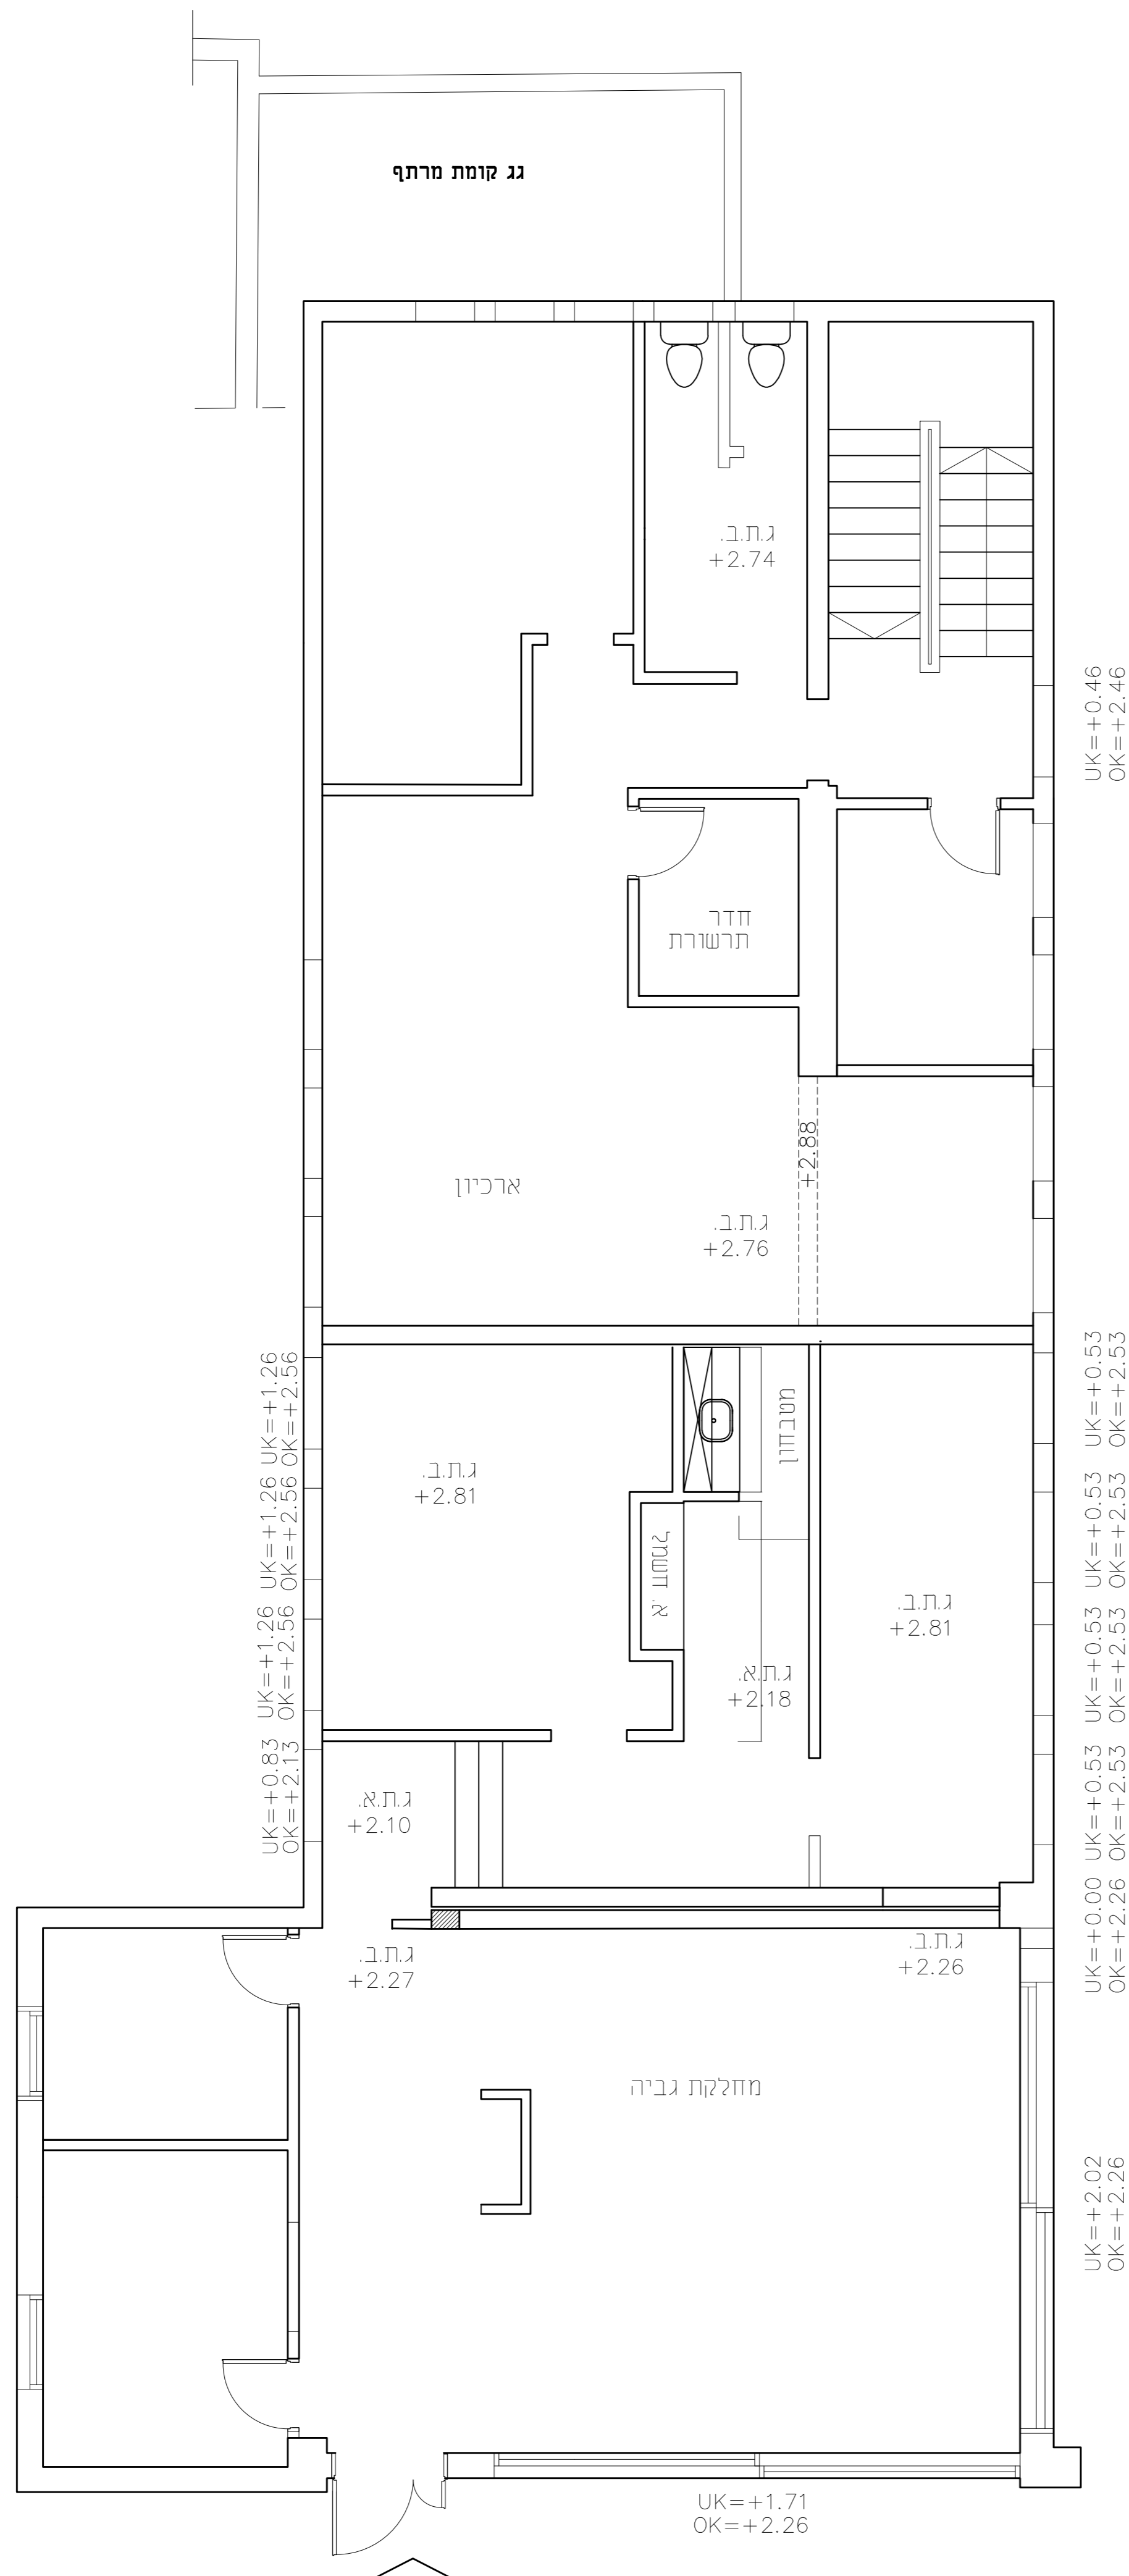 גג קומת מרתף
ג.ת.ב.
+2.74
UK=+0.46
OK=+2.46
חדר
תרשורת
+2.88
ארכיון
ג.ת.ב.
+2.76
UK=+1.26
OK=+2.56
UK=+0.53
OK=+2.53
מטבחון
ג.ת.ב.
+2.81
UK=+1.26
OK=+2.56
UK=+0.53
OK=+2.53
א. חשמל
ג.ת.ב.
+2.81
UK=+1.26
OK=+2.56
UK=+0.53
OK=+2.53
ג.ת.א.
+2.18
UK=+0.83
OK=+2.13
UK=+0.53
OK=+2.53
ג.ת.א.
+2.10
UK=+0.00
OK=+2.26
ג.ת.ב.
+2.27
ג.ת.ב.
+2.26
מחלקת גביה
UK=+2.02
OK=+2.26
UK=+1.71
OK=+2.26